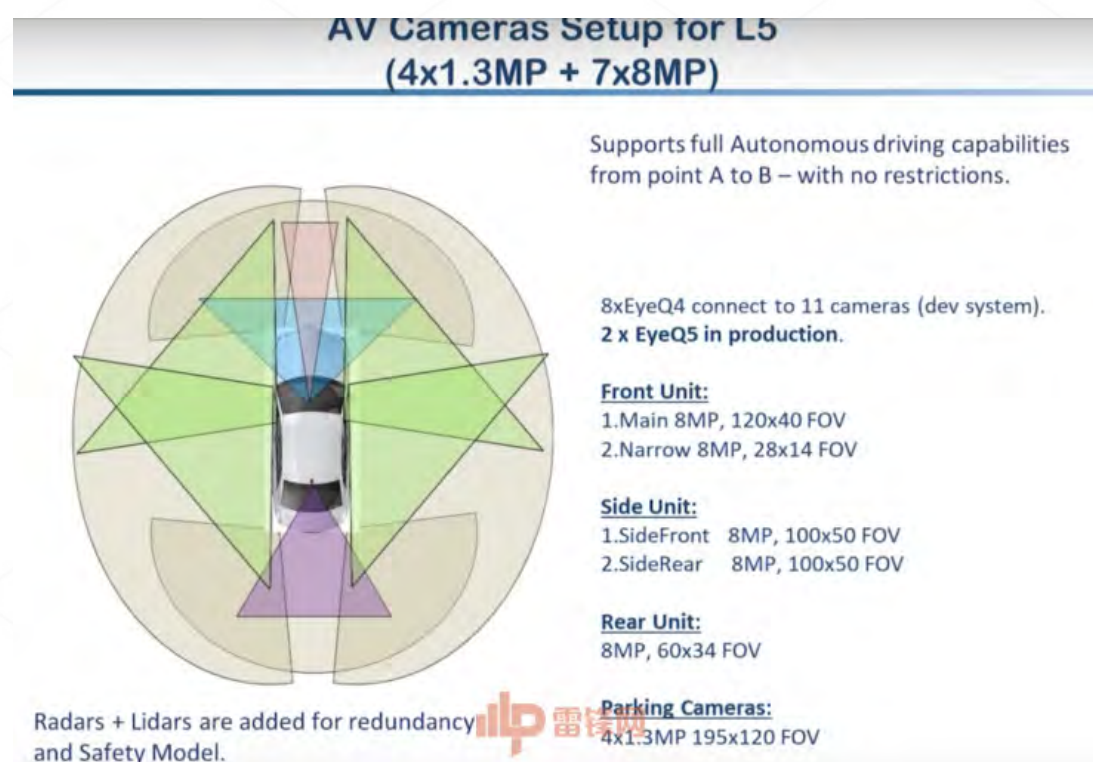 AV Cameras Setup for L5
(4x1.3MP + 7x8MP)
Supports full Autonomous driving capabilities
from point A to B – with no restrictions.
8xEyeQ4 connect to 11 cameras (dev system).
2 x EyeQ5 in production.
Front Unit:
1.Main 8MP, 120x40 FOV
2.Narrow 8MP, 28x14 FOV
Side Unit:
1.SideFront 8MP, 100x50 FOV
2.SideRear 8MP, 100x50 FOV
Rear Unit:
8MP, 60x34 FOV
Parking Cameras:
4x1.3MP 195x120 FOV
Radars + Lidars are added for redundancy
and Safety Model.
雷锋网